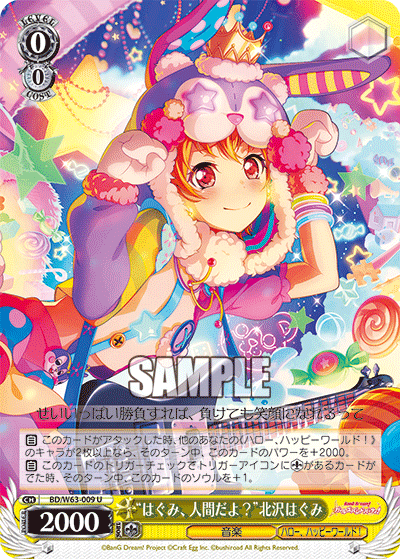 LEVEL
0
0
COST
SAMPLE
せいいっぱい勝負すれば、負けても笑顔になれるって
【自】 このカードがアタックした時、他のあなたの《ハロー、ハッピーワールド!》
のキャラが2枚以上なら、そのターン中、このカードのパワーを+2000。
【自】 このカードのトリガーチェックでトリガーアイコンに があるカードがで
た時、そのターン中、このカードのソウルを+1。
CH BD/W63-009 U
"はぐみ、人間だよ?"北沢はぐみ
2000
音楽
ハロー、ハッピーワールド!
©BanG Dream! Project ©Craft Egg Inc. ©bushiroad All Rights Reserved.